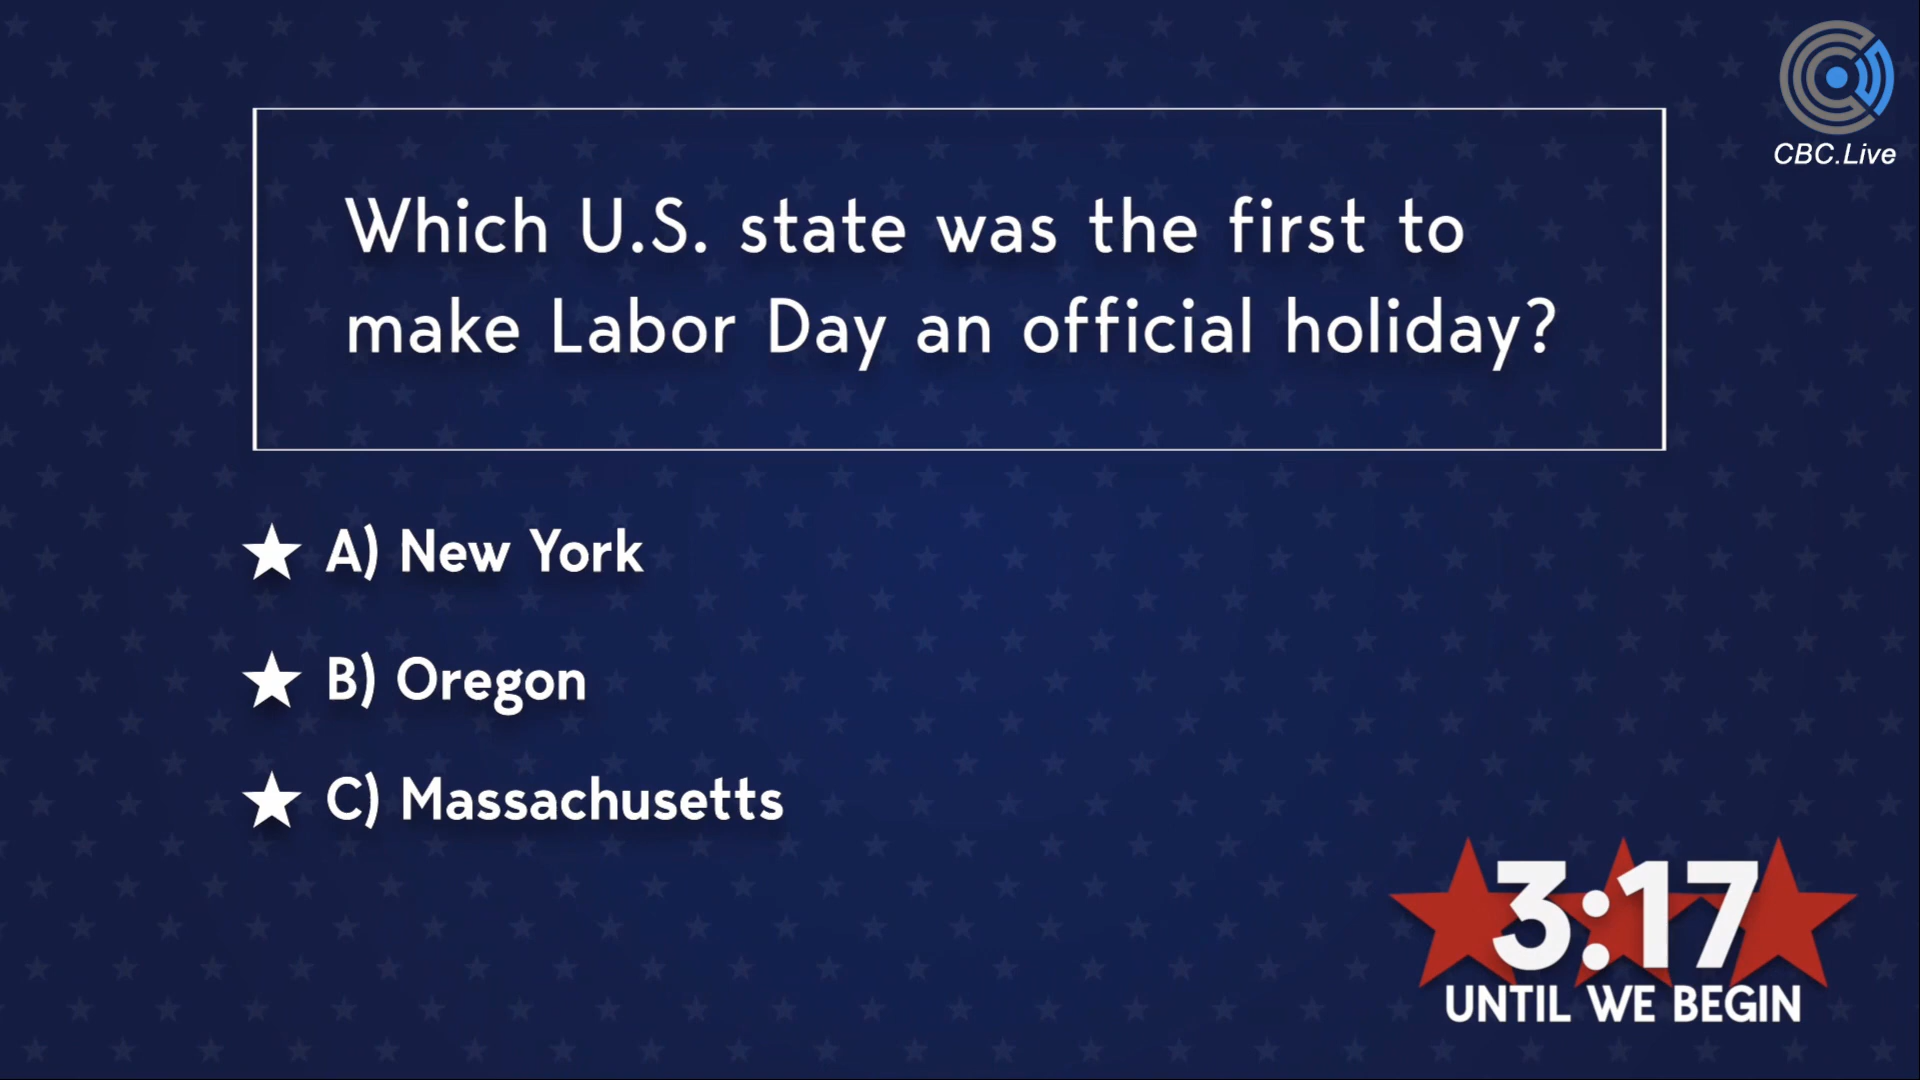 CBC.Live
Which U.S. state was the first to
make Labor Day an official holiday?
A) New York
B) Oregon
C) Massachusetts
3:17
UNTIL WE BEGIN